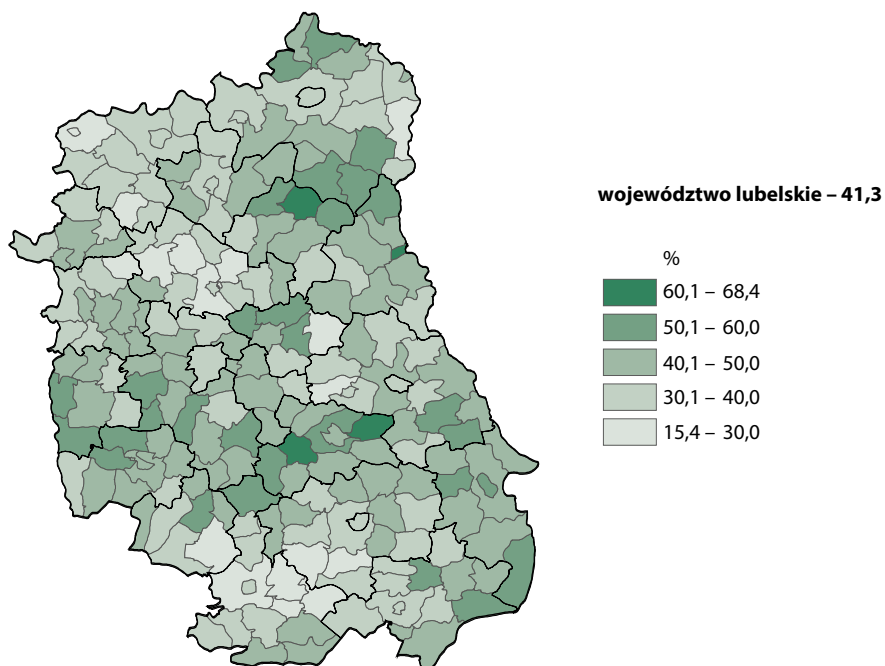 województwo lubelskie – 41,3
%
60,1 – 68,4
50,1 – 60,0
40,1 – 50,0
30,1 – 40,0
15,4 – 30,0